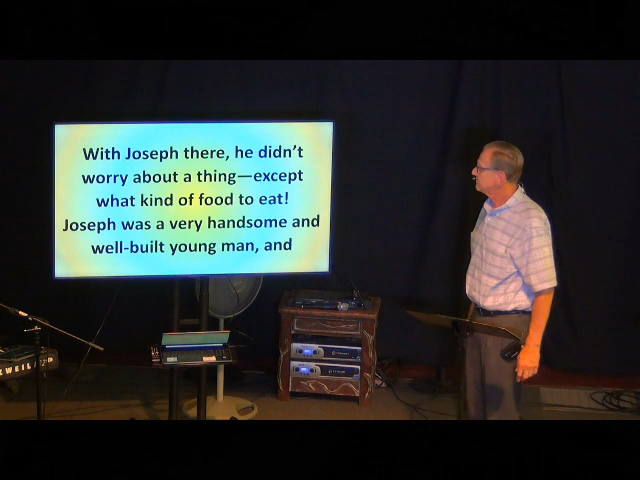 With Joseph there, he didn’t
worry about a thing—except
what kind of food to eat!
Joseph was a very handsome and
well-built young man, and